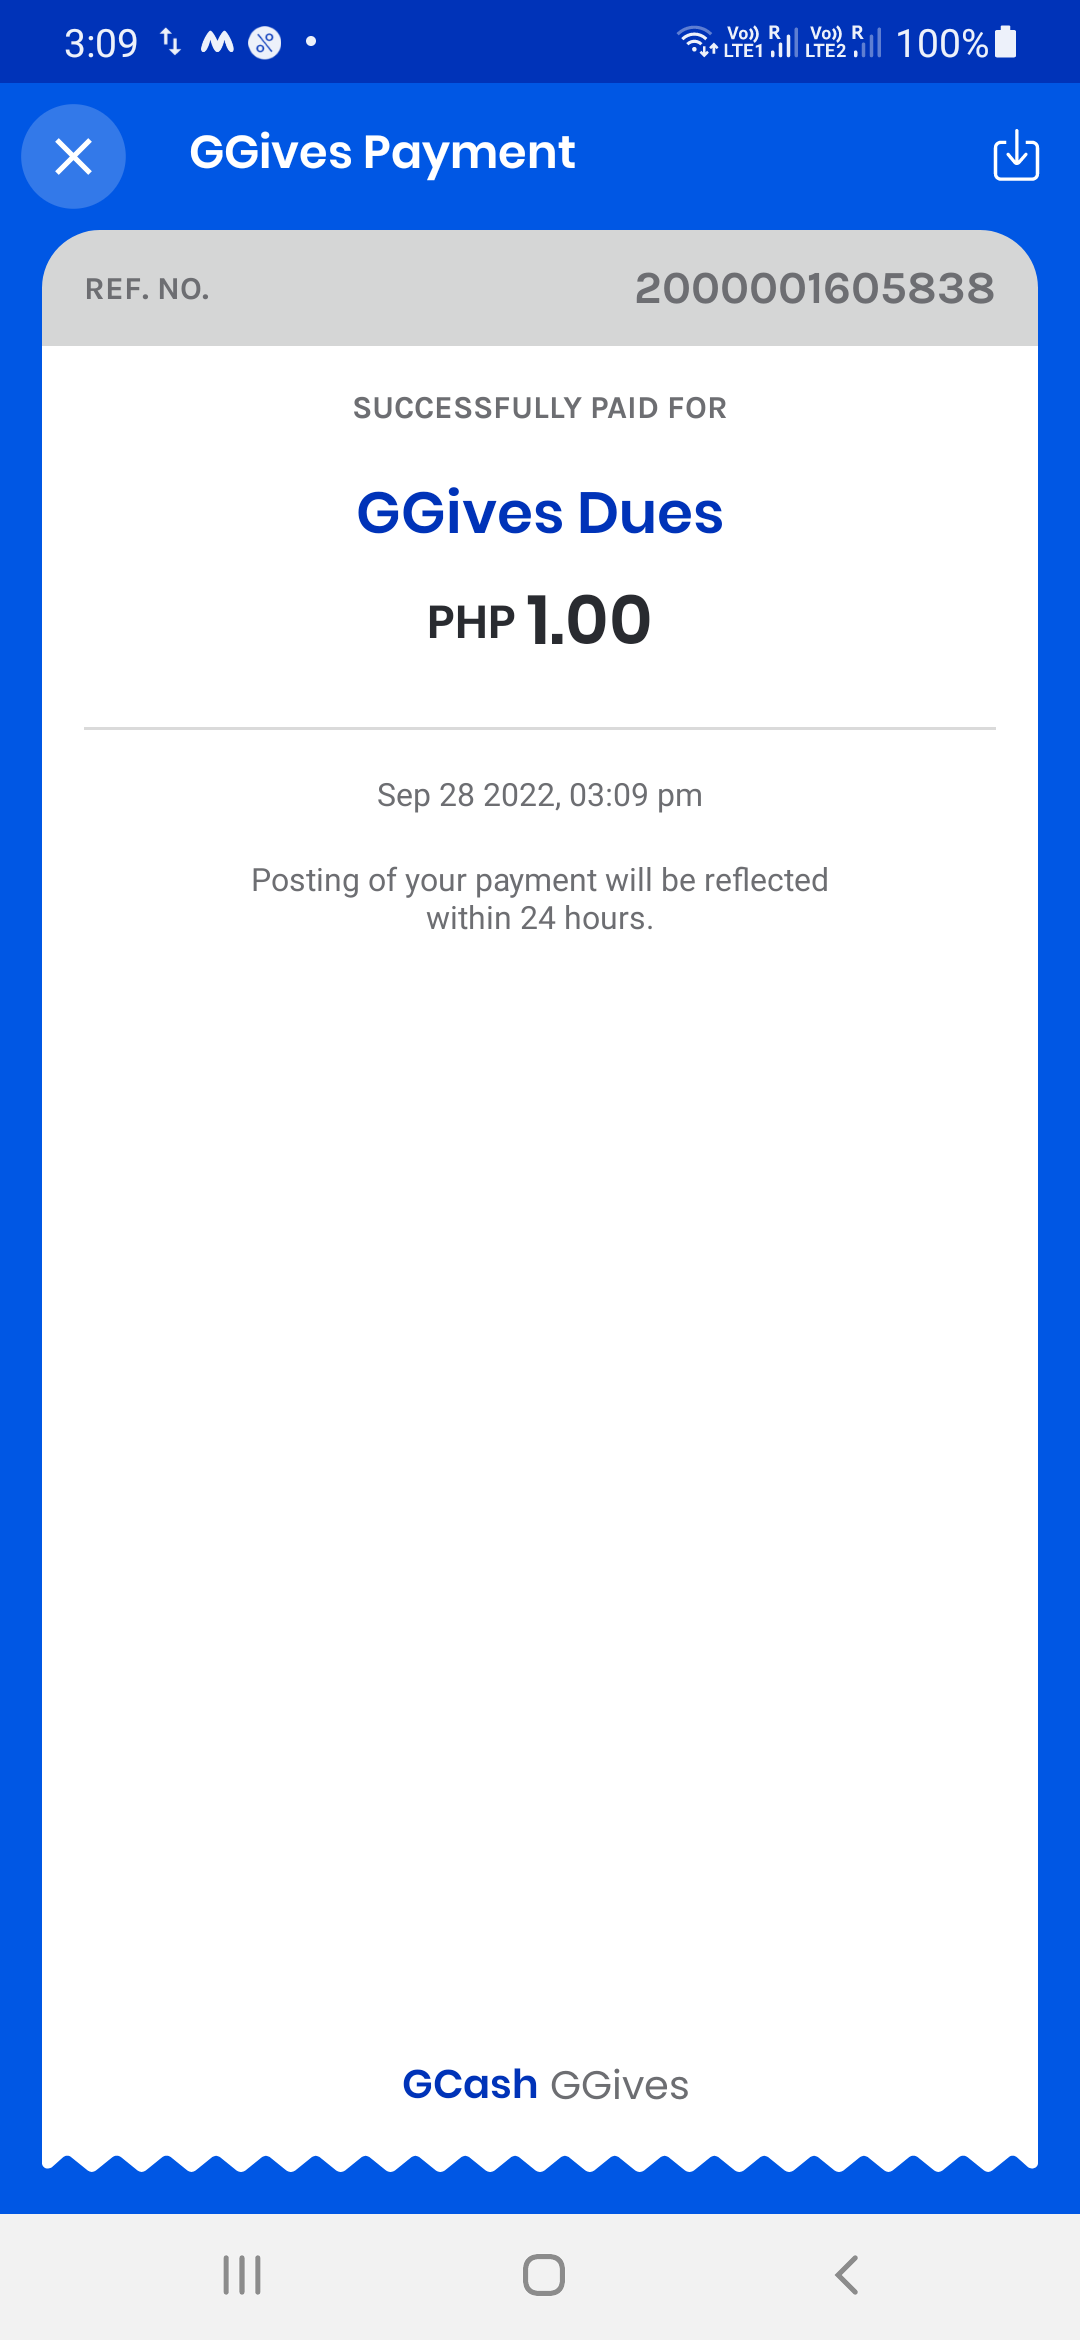 3:09
Vo)) R Vo)) R
LTE1 LTE2 100%
GGives Payment
REF. NO. 2000001605838
SUCCESSFULLY PAID FOR
GGives Dues
PHP 1.00
Sep 28 2022, 03:09 pm
Posting of your payment will be reflected
within 24 hours.
GCash GGives